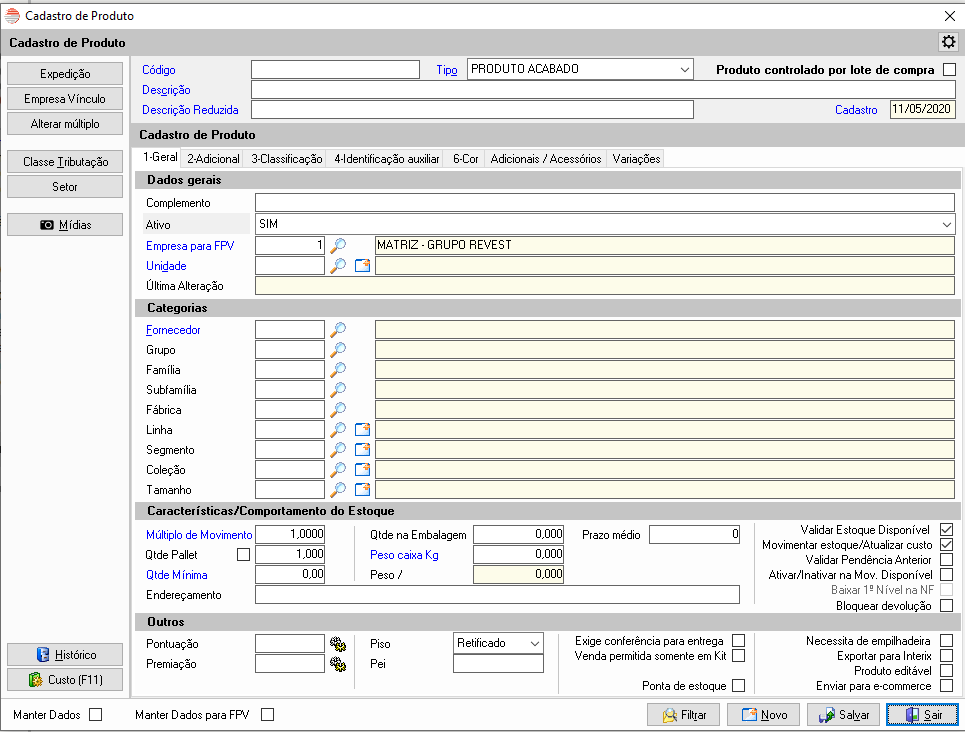 Cadastro de Produto
Cadastro de Produto
Expedição
Empresa Vínculo
Alterar múltiplo
Classe Tributação
Setor
Mídias
Histórico
Custo (F11)
Código
Tipo PRODUTO ACABADO
Produto controlado por lote de compra
Descrição
Descrição Reduzida
Cadastro 11/05/2020
Cadastro de Produto
1-Geral 2-Adicional 3-Classificação 4-Identificação auxiliar 6-Cor Adicionais / Acessórios Variações
Dados gerais
Complemento
Ativo SIM
Empresa para FPV 1 MATRIZ - GRUPO REVEST
Unidade
Última Alteração
Categorias
Fornecedor
Grupo
Família
Subfamília
Fábrica
Linha
Segmento
Coleção
Tamanho
Características/Comportamento do Estoque
Múltiplo de Movimento 1,0000
Qtde Pallet 1,000
Qtde Mínima 0,00
Endereçamento
Qtde na Embalagem 0,000
Peso caixa Kg 0,000
Peso / 0,000
Prazo médio 0
Validar Estoque Disponível
Movimentar estoque/Atualizar custo
Validar Pendência Anterior
Ativar/Inativar na Mov. Disponível
Baixar 1º Nível na NF
Bloquear devolução
Outros
Pontuação
Premiação
Piso Retificado
Pei
Exige conferência para entrega
Venda permitida somente em Kit
Ponta de estoque
Necessita de empilhadeira
Exportar para Interix
Produto editável
Enviar para e-commerce
Manter Dados
Manter Dados para FPV
Filtrar
Novo
Salvar
Sair